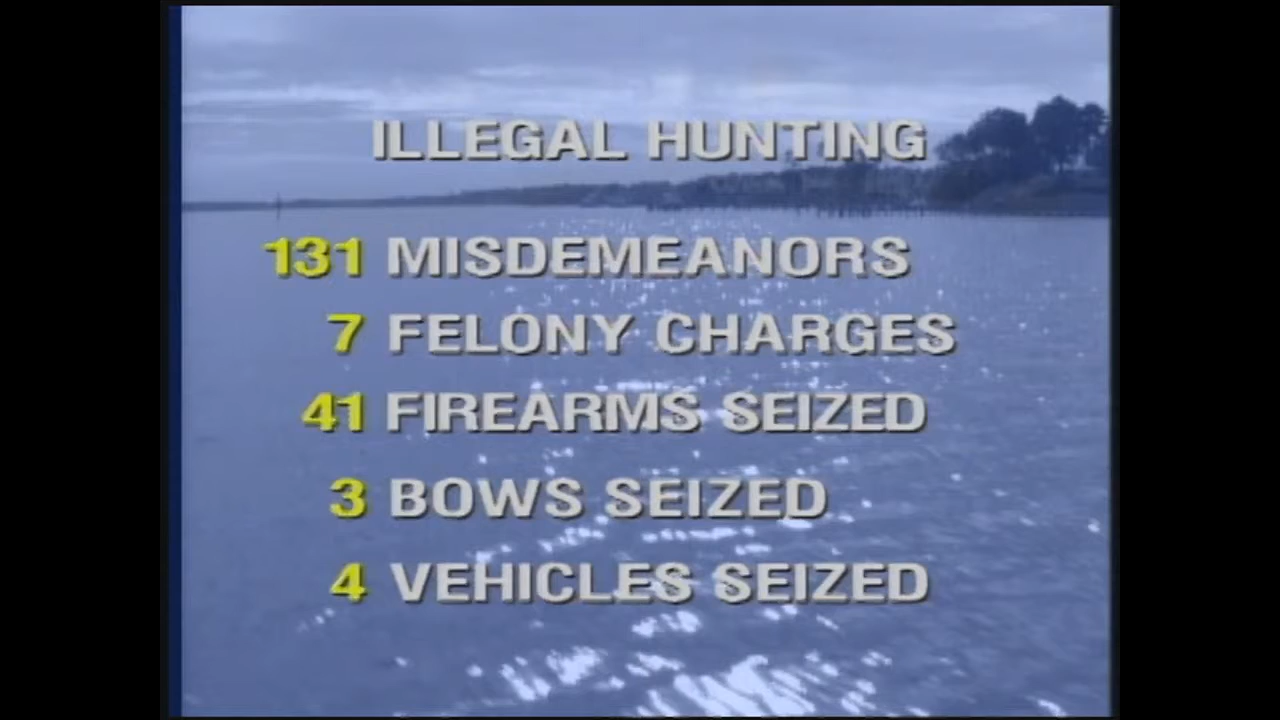 ILLEGAL HUNTING
131 MISDEMEANORS
7 FELONY CHARGES
41 FIREARMS SEIZED
3 BOWS SEIZED
4 VEHICLES SEIZED